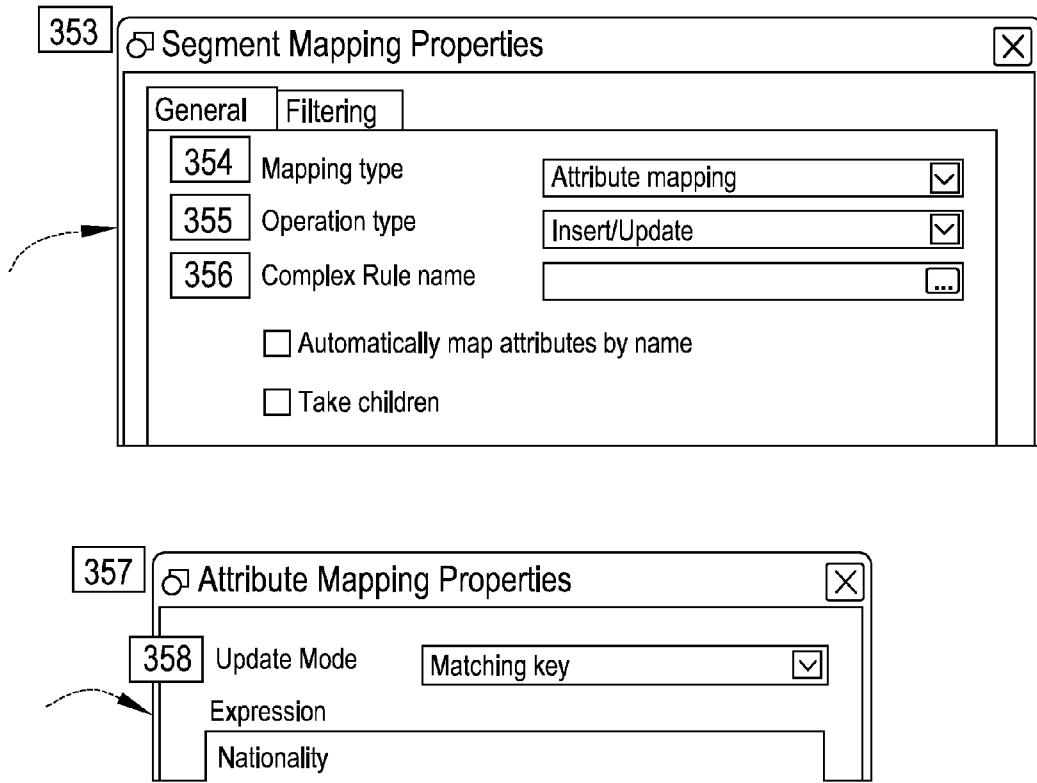 353 Segment Mapping Properties
General Filtering
354 Mapping type Attribute mapping
355 Operation type Insert/Update
356 Complex Rule name ...
Automatically map attributes by name
Take children
357 Attribute Mapping Properties
358 Update Mode Matching key
Expression
Nationality